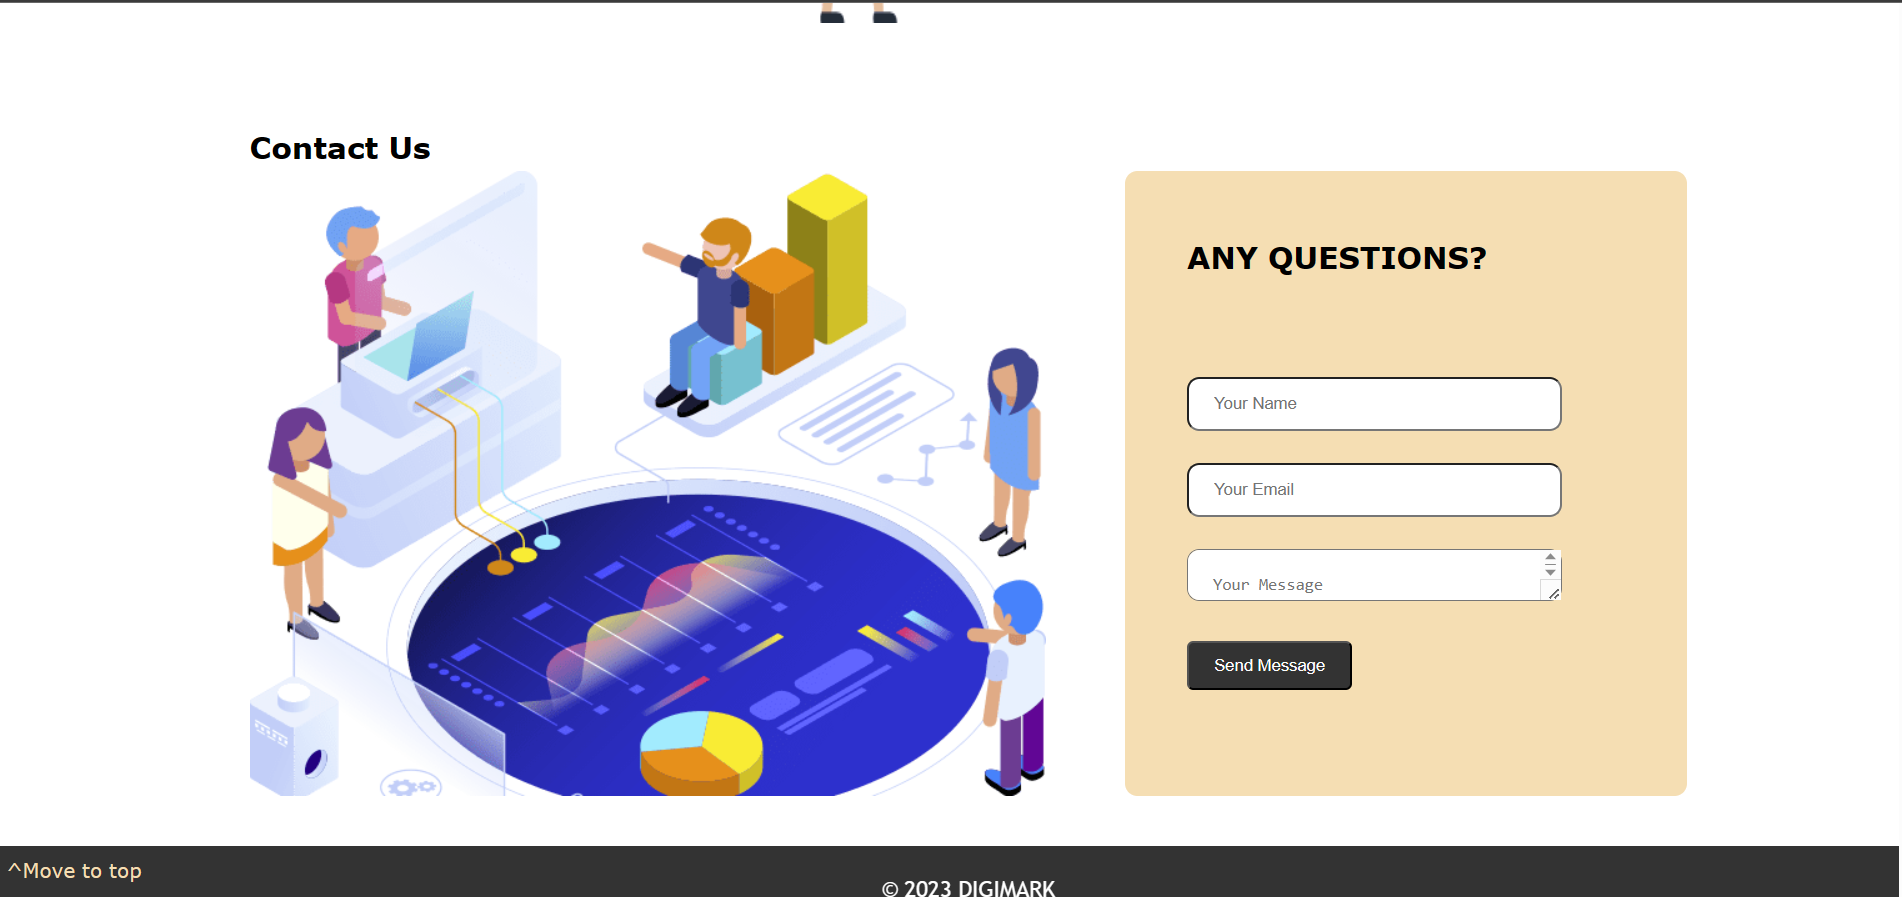 Contact Us
ANY QUESTIONS?
Your Name
Your Email
Your Message
Send Message
^Move to top
© 2023 DIGIMARK